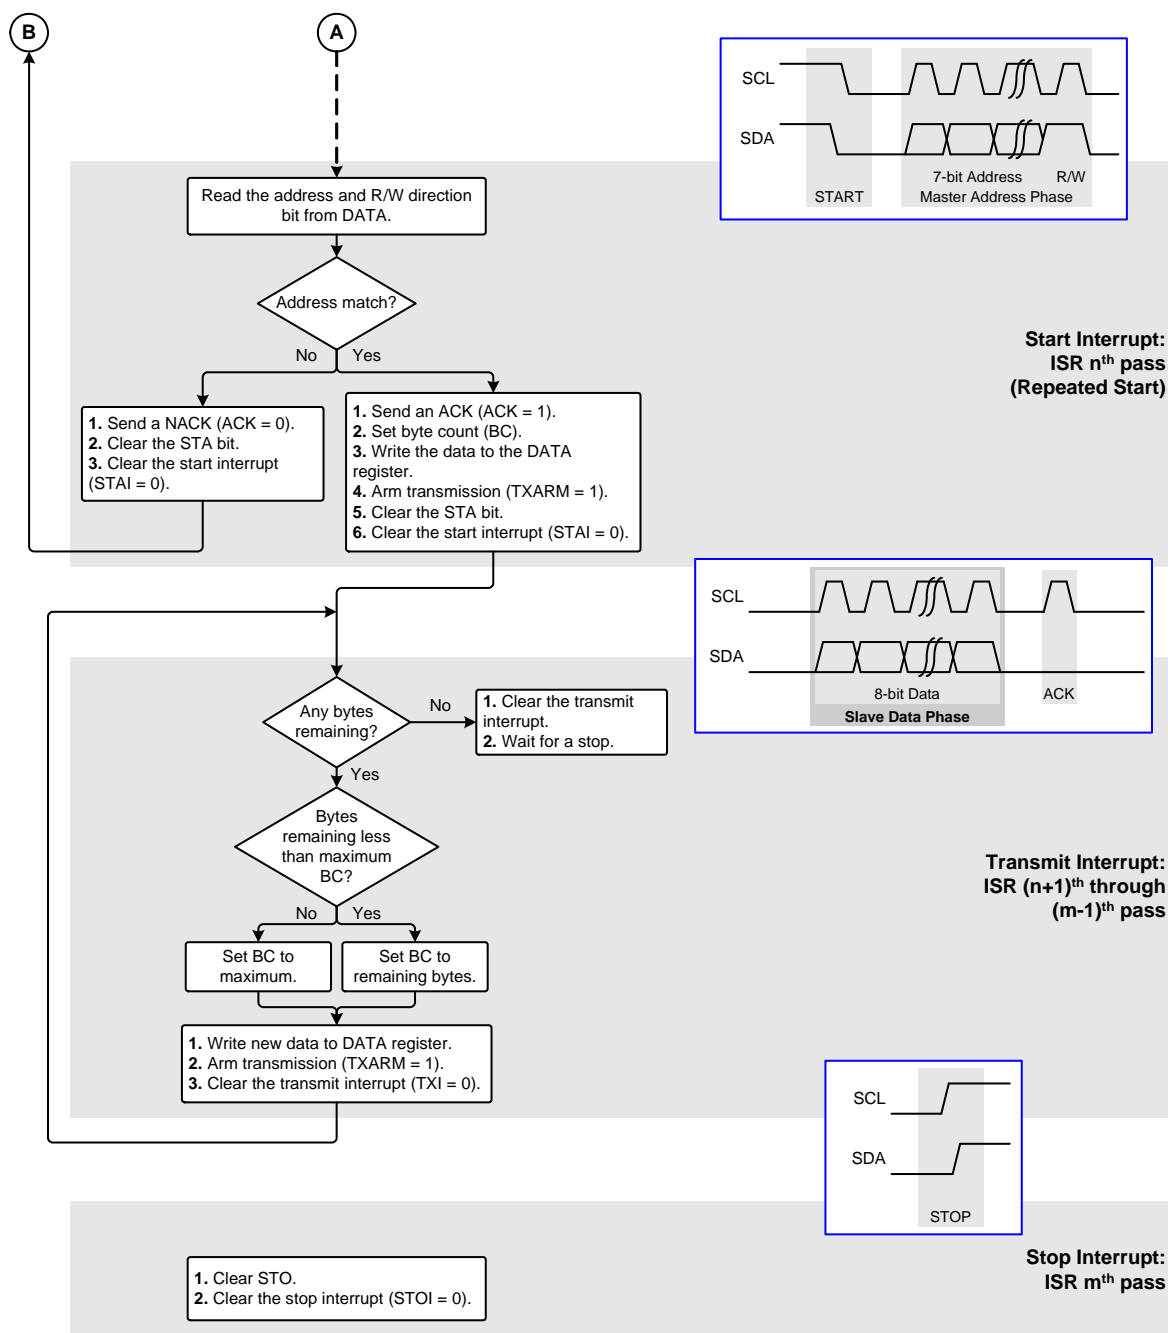 B
A
SCL
SDA
7-bit Address
R/W
START
Master Address Phase
Read the address and R/W direction
bit from DATA.
Address match?
No
Yes
Start Interrupt:
ISR nth pass
(Repeated Start)
1. Send a NACK (ACK = 0).
2. Clear the STA bit.
3. Clear the start interrupt
(STAI = 0).
1. Send an ACK (ACK = 1).
2. Set byte count (BC).
3. Write the data to the DATA
register.
4. Arm transmission (TXARM = 1).
5. Clear the STA bit.
6. Clear the start interrupt (STAI = 0).
SCL
SDA
8-bit Data
ACK
Slave Data Phase
Any bytes
remaining?
No
1. Clear the transmit
interrupt.
2. Wait for a stop.
Yes
Bytes
remaining less
than maximum
BC?
No
Yes
Transmit Interrupt:
ISR (n+1)th through
(m-1)th pass
Set BC to
maximum.
Set BC to
remaining bytes.
1. Write new data to DATA register.
2. Arm transmission (TXARM = 1).
3. Clear the transmit interrupt (TXI = 0).
SCL
SDA
STOP
Stop Interrupt:
ISR mth pass
1. Clear STO.
2. Clear the stop interrupt (STOI = 0).